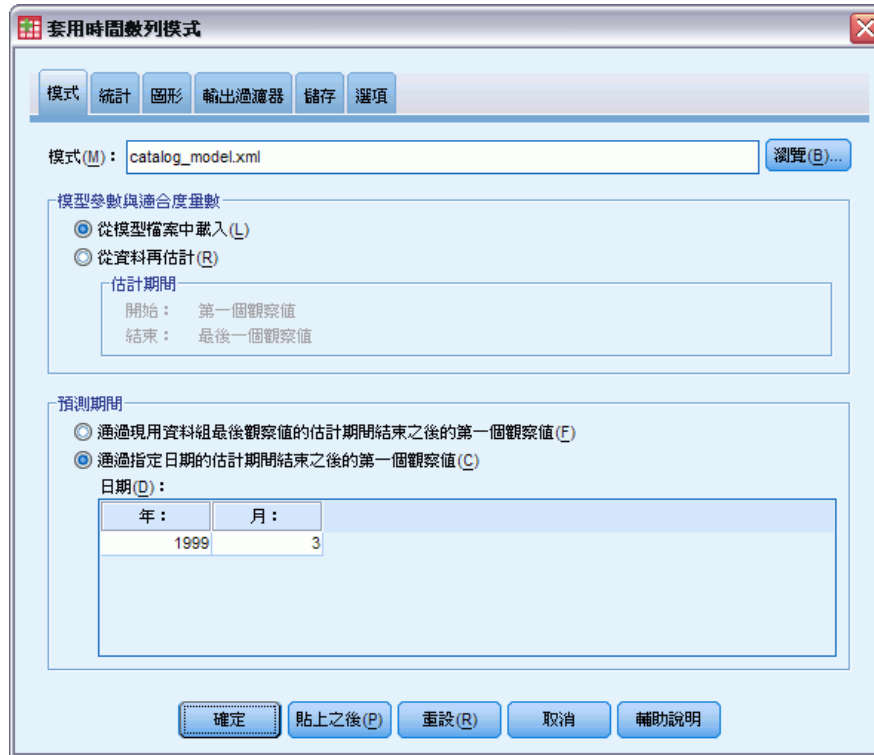 套用時間數列模式
模式 統計 圖形 輸出過濾器 儲存 選項
模式(M)： catalog_model.xml 瀏覽(B)...
模型參數與適合度量數
從模型檔案中載入(L)
從資料再估計(R)
估計期間
開始： 第一個觀察值
結束： 最後一個觀察值
預測期間
通過現用資料組最後觀察值的估計期間結束之後的第一個觀察值(F)
通過指定日期的估計期間結束之後的第一個觀察值(C)
日期(D)：
年： 月：
1999 3
確定 貼上之後(P) 重設(R) 取消 輔助說明